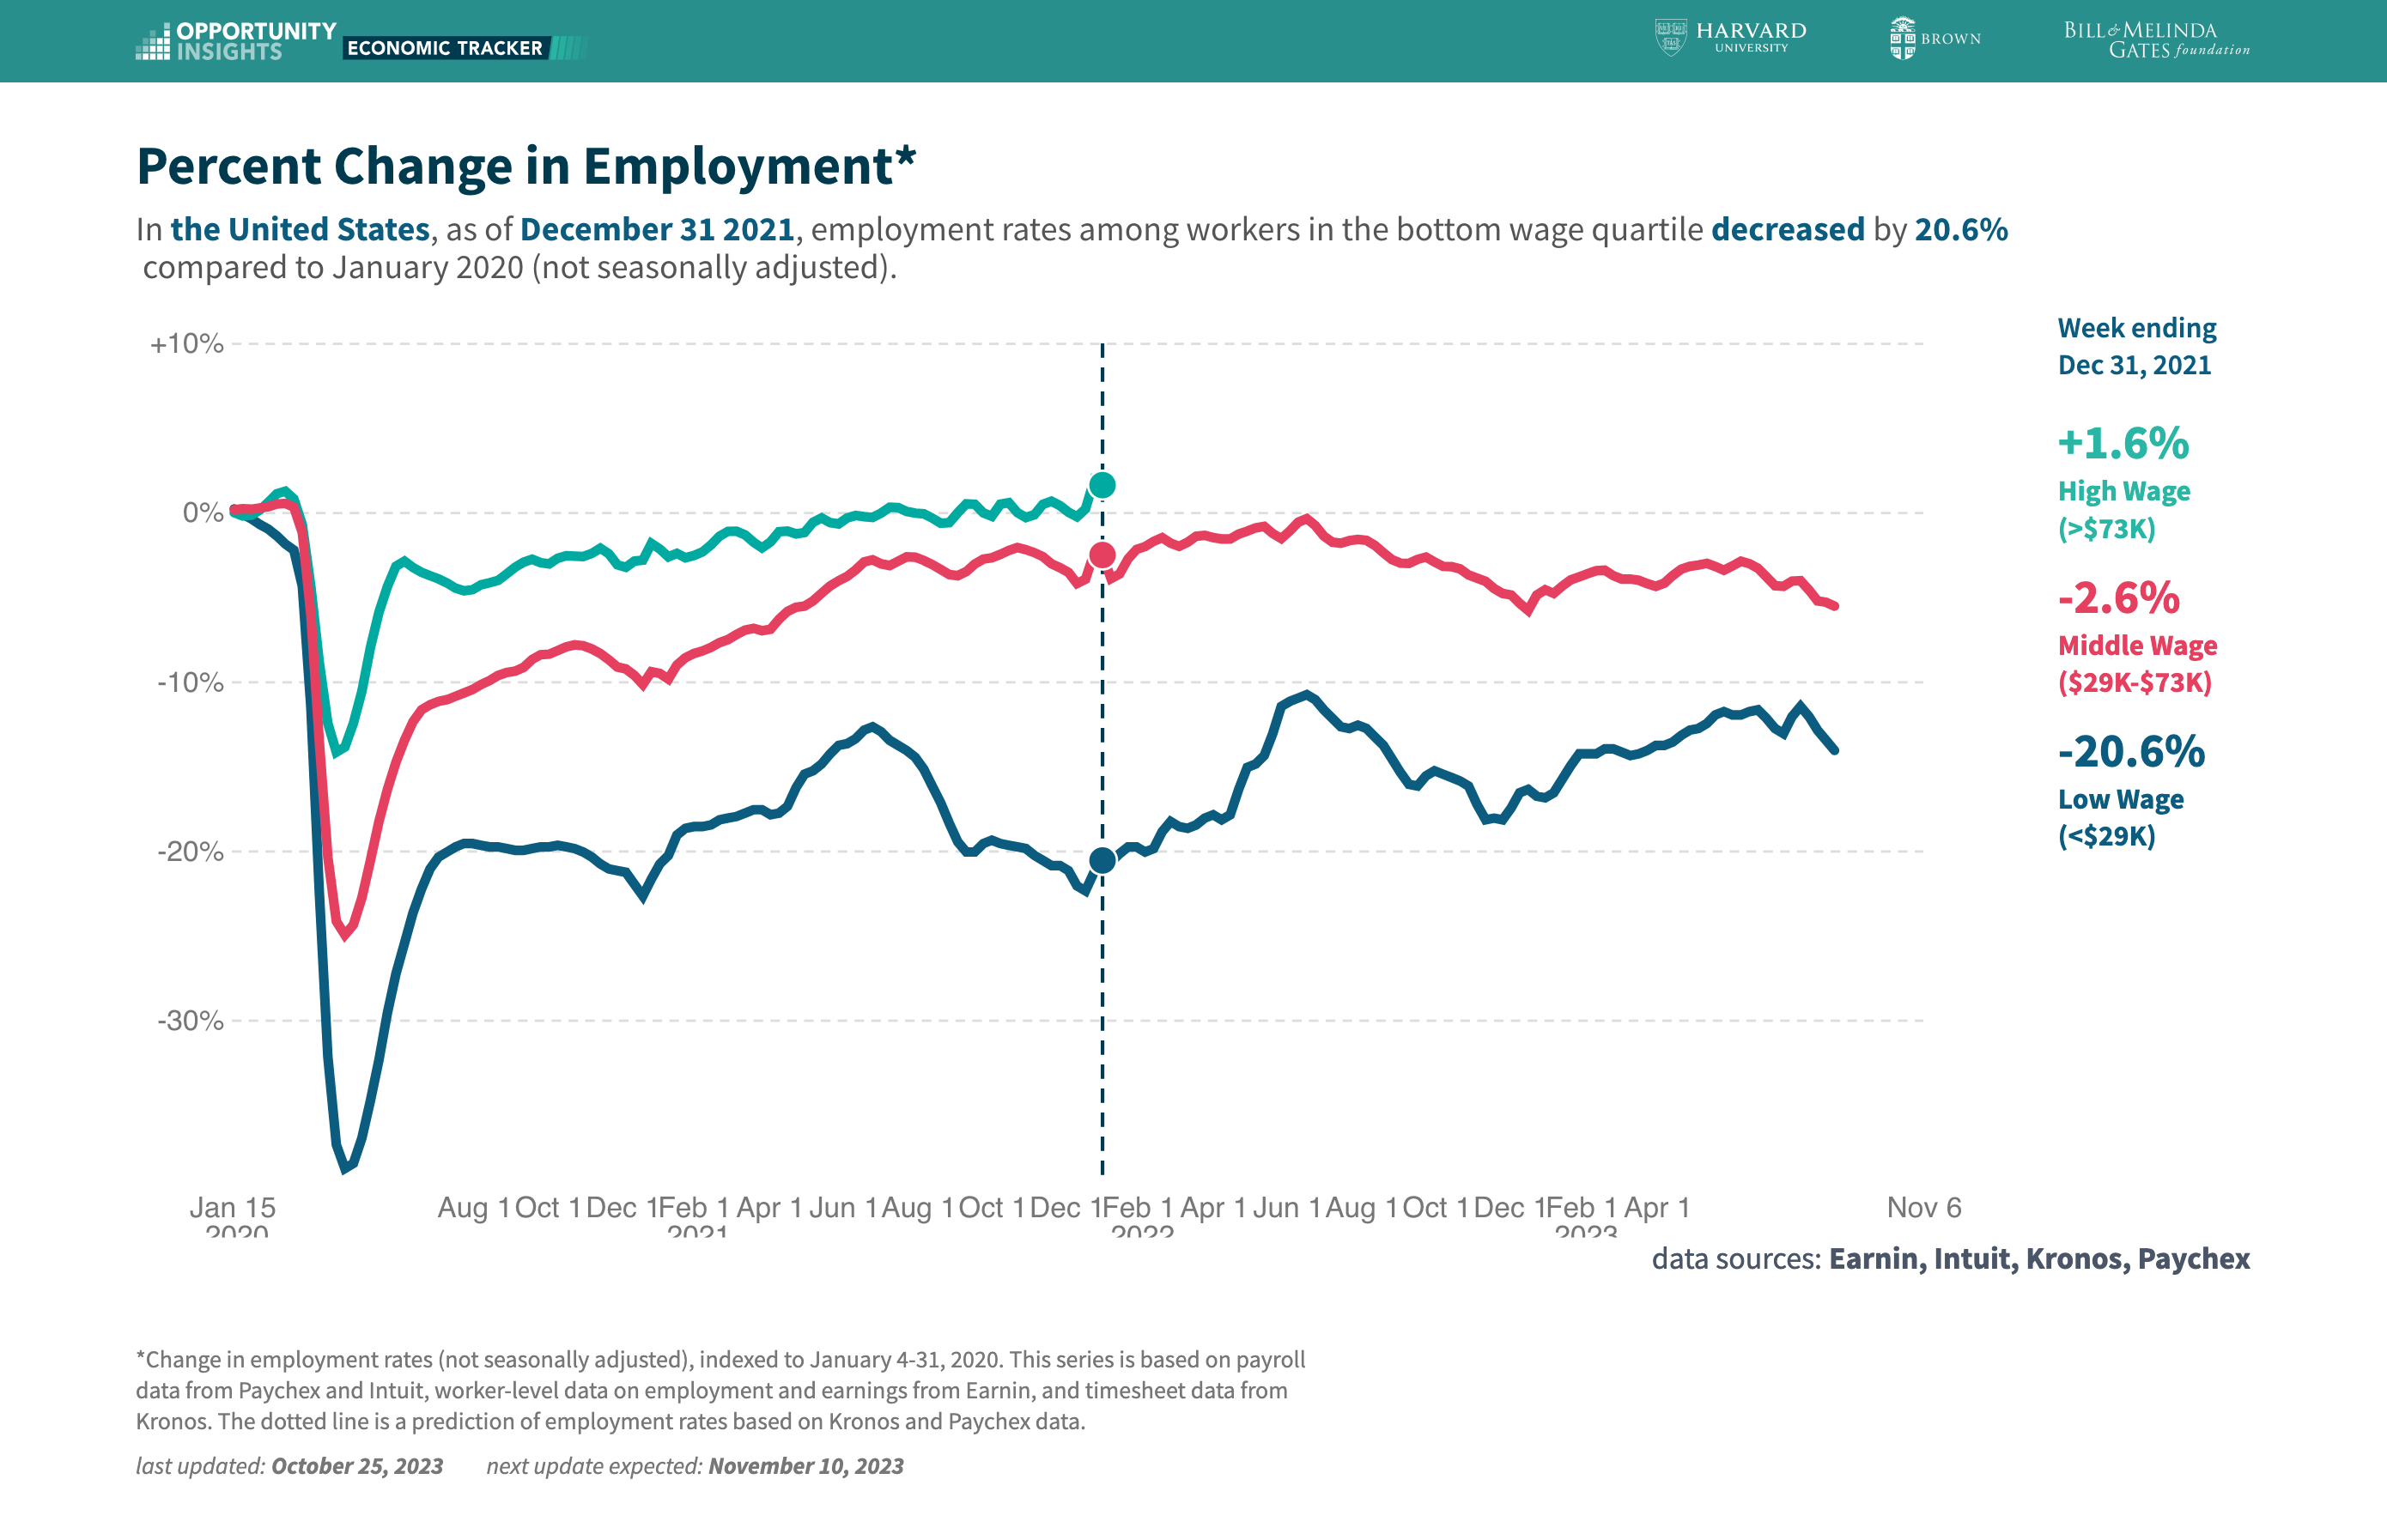 OPPORTUNITY
INSIGHTS
ECONOMIC TRACKER
HARVARD
UNIVERSITY
BROWN
BILL & MELINDA
GATES foundation
Percent Change in Employment*
In the United States, as of December 31 2021, employment rates among workers in the bottom wage quartile decreased by 20.6%
compared to January 2020 (not seasonally adjusted).
+10%
0%
-10%
-20%
-30%
Week ending
Dec 31, 2021
+1.6%
High Wage
(>$73K)
-2.6%
Middle Wage
($29K-$73K)
-20.6%
Low Wage
(<$29K)
Jan 15 Aug 1 Oct 1 Dec 1 Feb 1 Apr 1 Jun 1 Aug 1 Oct 1 Dec 1 Feb 1 Apr 1 Jun 1 Aug 1 Oct 1 Dec 1 Feb 1 Apr 1 Nov 6
2020 2021 2022 2023
data sources: Earnin, Intuit, Kronos, Paychex
*Change in employment rates (not seasonally adjusted), indexed to January 4-31, 2020. This series is based on payroll
data from Paychex and Intuit, worker-level data on employment and earnings from Earnin, and timesheet data from
Kronos. The dotted line is a prediction of employment rates based on Kronos and Paychex data.
last updated: October 25, 2023 next update expected: November 10, 2023